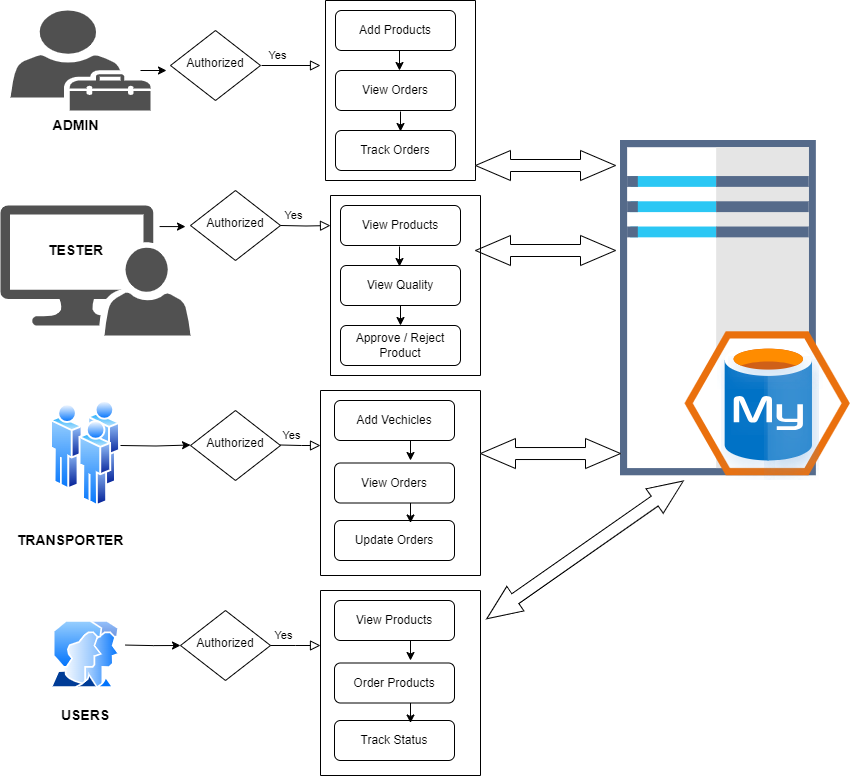 Add Products
Yes
Authorized
View Orders
ADMIN
Track Orders
Yes
Authorized
View Products
TESTER
View Quality
Approve / Reject
Product
Add Vechicles
My
Yes
Authorized
View Orders
TRANSPORTER
Update Orders
View Products
Yes
Authorized
Order Products
USERS
Track Status